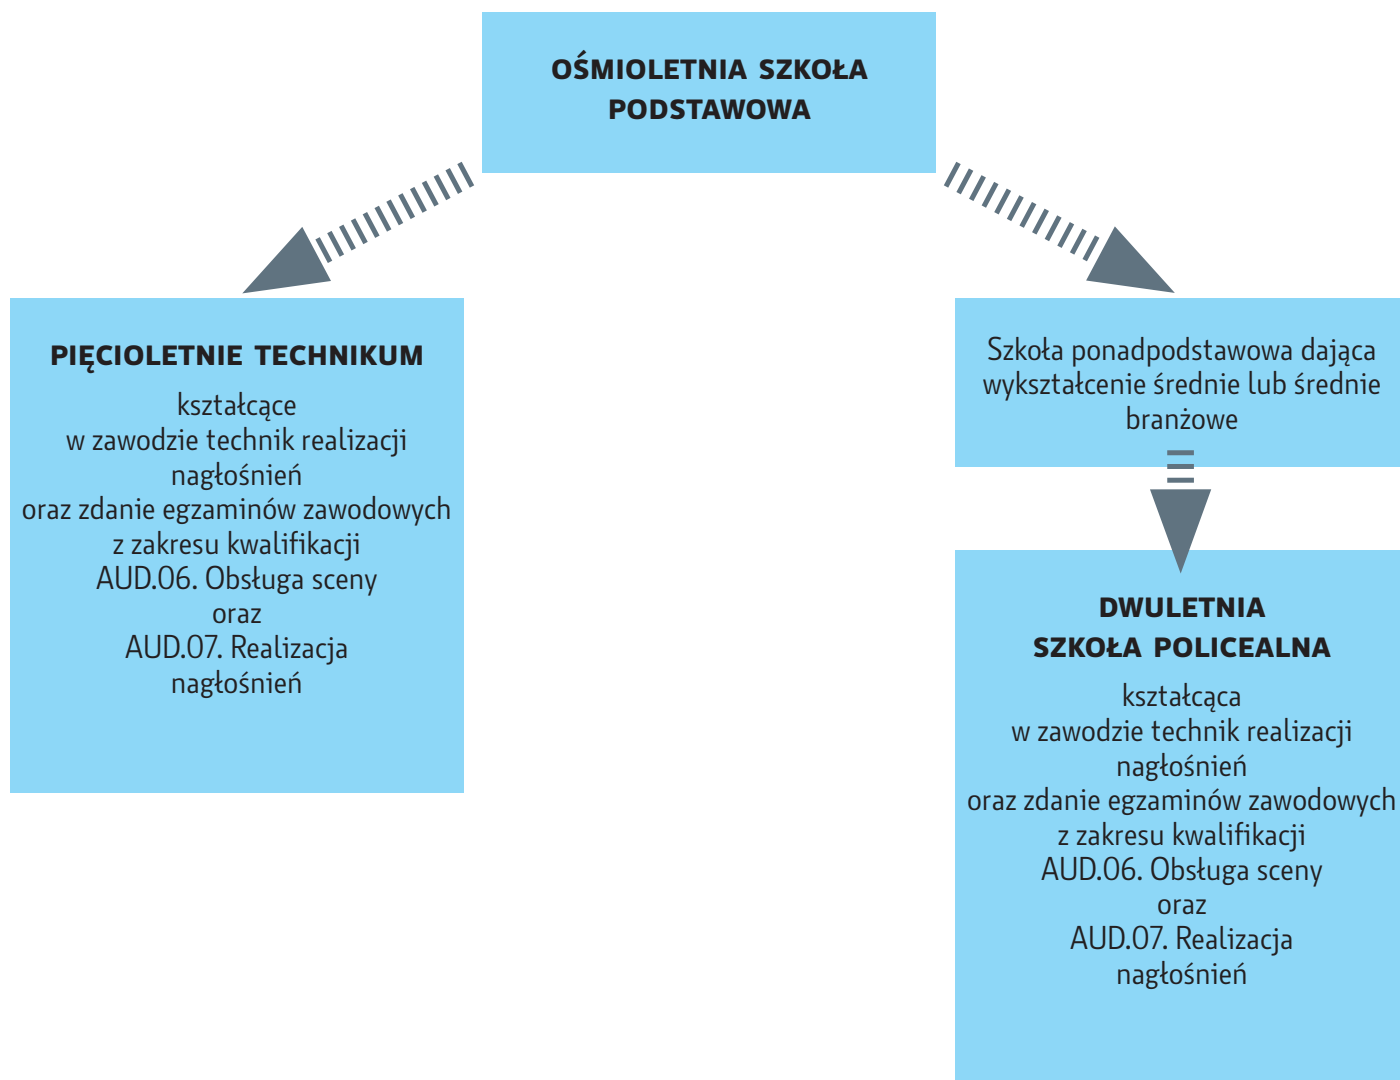 OŚMIOLETNIA SZKOŁA
PODSTAWOWA
PIĘCIOLETNIE TECHNIKUM
kształcące
w zawodzie technik realizacji
nagłośnień
oraz zdanie egzaminów zawodowych
z zakresu kwalifikacji
AUD.06. Obsługa sceny
oraz
AUD.07. Realizacja
nagłośnień
Szkoła ponadpodstawowa dająca
wykształcenie średnie lub średnie
branżowe
DWULETNIA
SZKOŁA POLICEALNA
kształcąca
w zawodzie technik realizacji
nagłośnień
oraz zdanie egzaminów zawodowych
z zakresu kwalifikacji
AUD.06. Obsługa sceny
oraz
AUD.07. Realizacja
nagłośnień